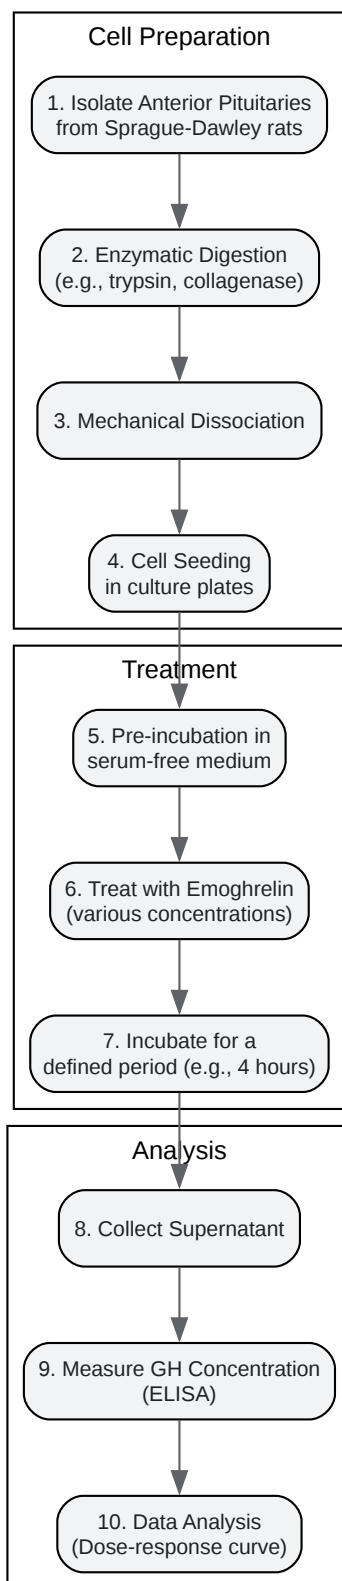 Cell Preparation
1. Isolate Anterior Pituitaries
from Sprague-Dawley rats
2. Enzymatic Digestion
(e.g., trypsin, collagenase)
3. Mechanical Dissociation
4. Cell Seeding
in culture plates
Treatment
5. Pre-incubation in
serum-free medium
6. Treat with Emoghrelin
(various concentrations)
7. Incubate for a
defined period (e.g., 4 hours)
Analysis
8. Collect Supernatant
9. Measure GH Concentration
(ELISA)
10. Data Analysis
(Dose-response curve)